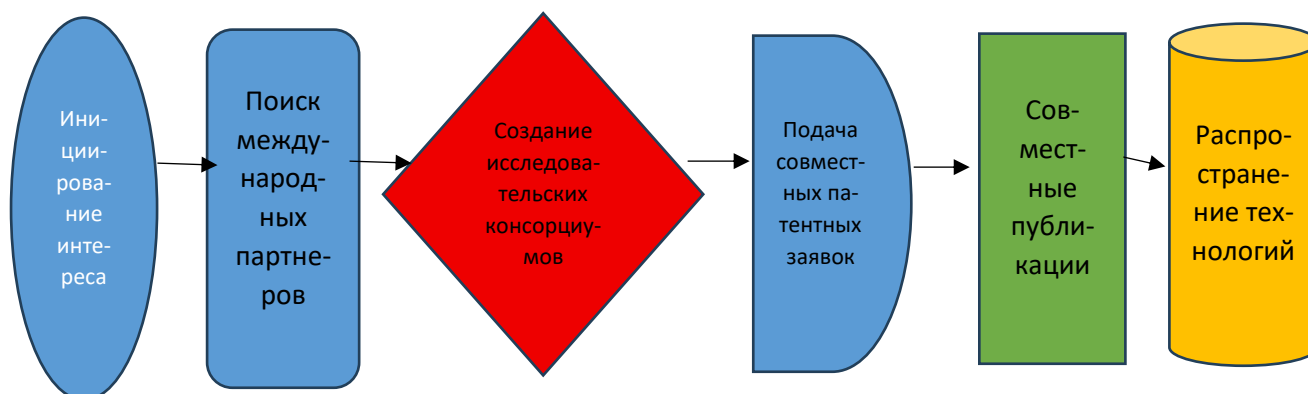 Ини-
ции-
рова-
ние
инте-
реса
Поиск
между-
народ-
ных
партне-
ров
Создание
исследова-
тельских
консорциу-
мов
Подача
совмест-
ных па-
тентных
заявок
Сов-
мест-
ные
публи-
кации
Распро-
стране-
ние тех-
нологий